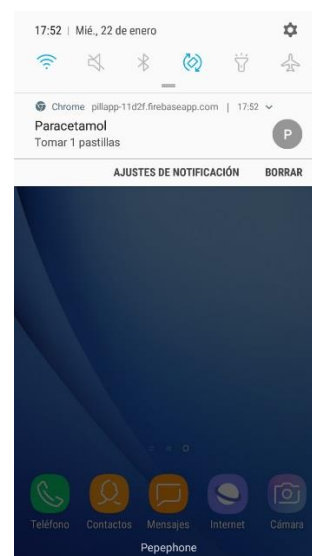 17:52 | Mié., 22 de enero
Chrome pillapp-11d2f.firebaseapp.com | 17:52
Paracetamol
P
Tomar 1 pastillas
AJUSTES DE NOTIFICACIÓN BORRAR
Teléfono Contactos Mensajes Internet Cámara
Pepephone